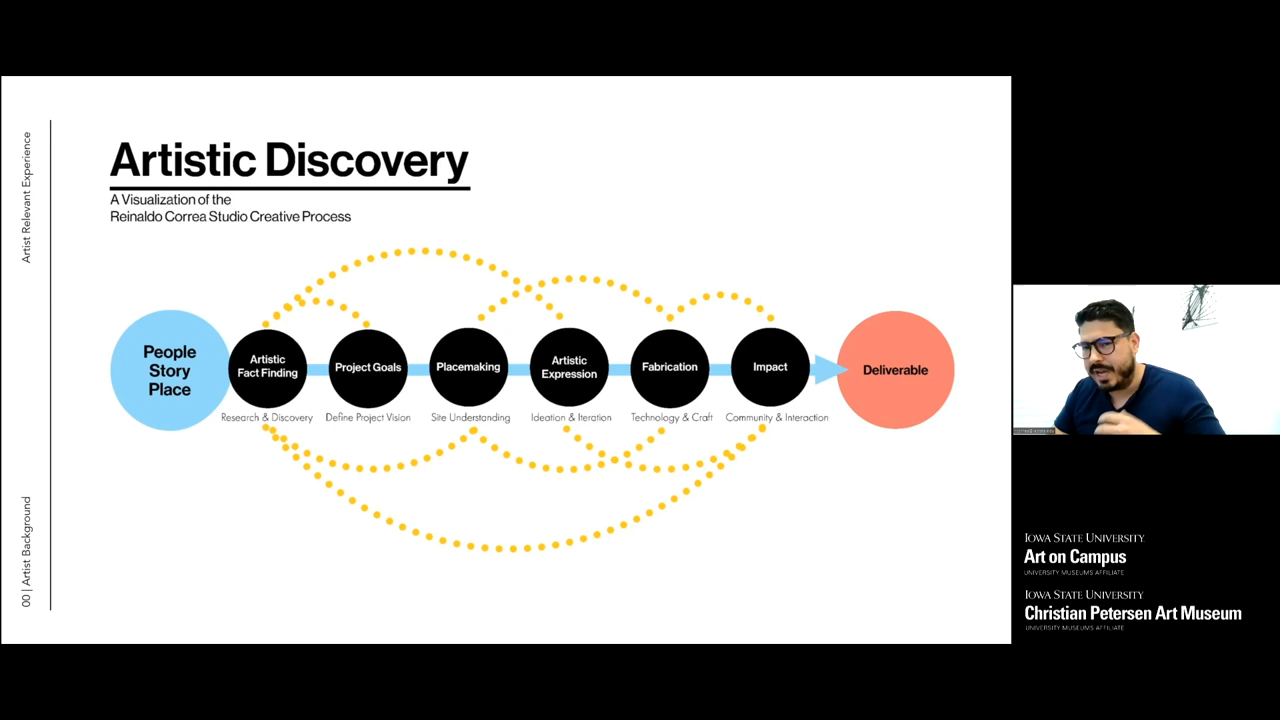 Artist Relevant Experience
00 | Artist Background
Artistic Discovery
A Visualization of the
Reinaldo Correa Studio Creative Process
People
Story
Place
Artistic
Fact Finding
Project Goals
Placemaking
Artistic
Expression
Fabrication
Impact
Deliverable
Research & Discovery
Define Project Vision
Site Understanding
Ideation & Iteration
Technology & Craft
Community & Interaction
IOWA STATE UNIVERSITY
Art on Campus
UNIVERSITY MUSEUMS AFFILIATE
IOWA STATE UNIVERSITY
Christian Petersen Art Museum
UNIVERSITY MUSEUMS AFFILIATE